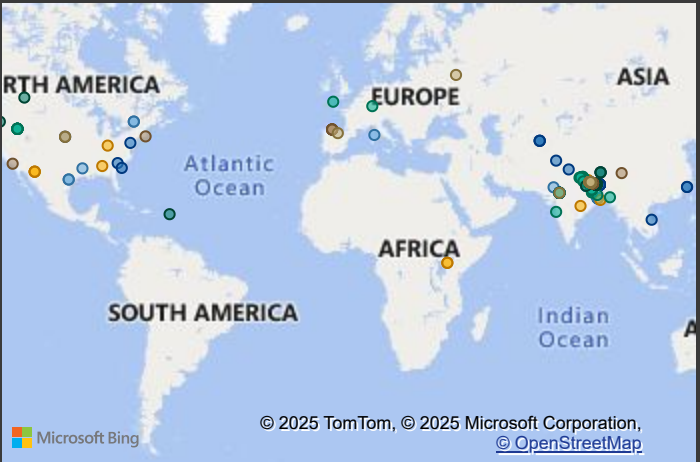 RTH AMERICA
EUROPE
ASIA
Atlantic
Ocean
AFRICA
SOUTH AMERICA
Indian
Ocean
A
© 2025 TomTom, © 2025 Microsoft Corporation,
© OpenStreetMap
Microsoft Bing